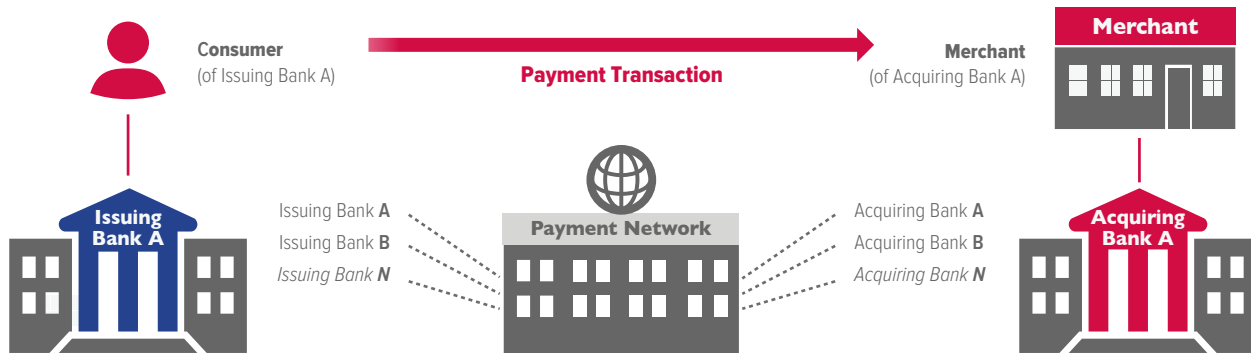 Consumer
(of Issuing Bank A)
Payment Transaction
Merchant
(of Acquiring Bank A)
Merchant
Issuing
Bank A
Issuing Bank A
Issuing Bank B
Issuing Bank N
Payment Network
Acquiring Bank A
Acquiring Bank B
Acquiring Bank N
Acquiring
Bank A